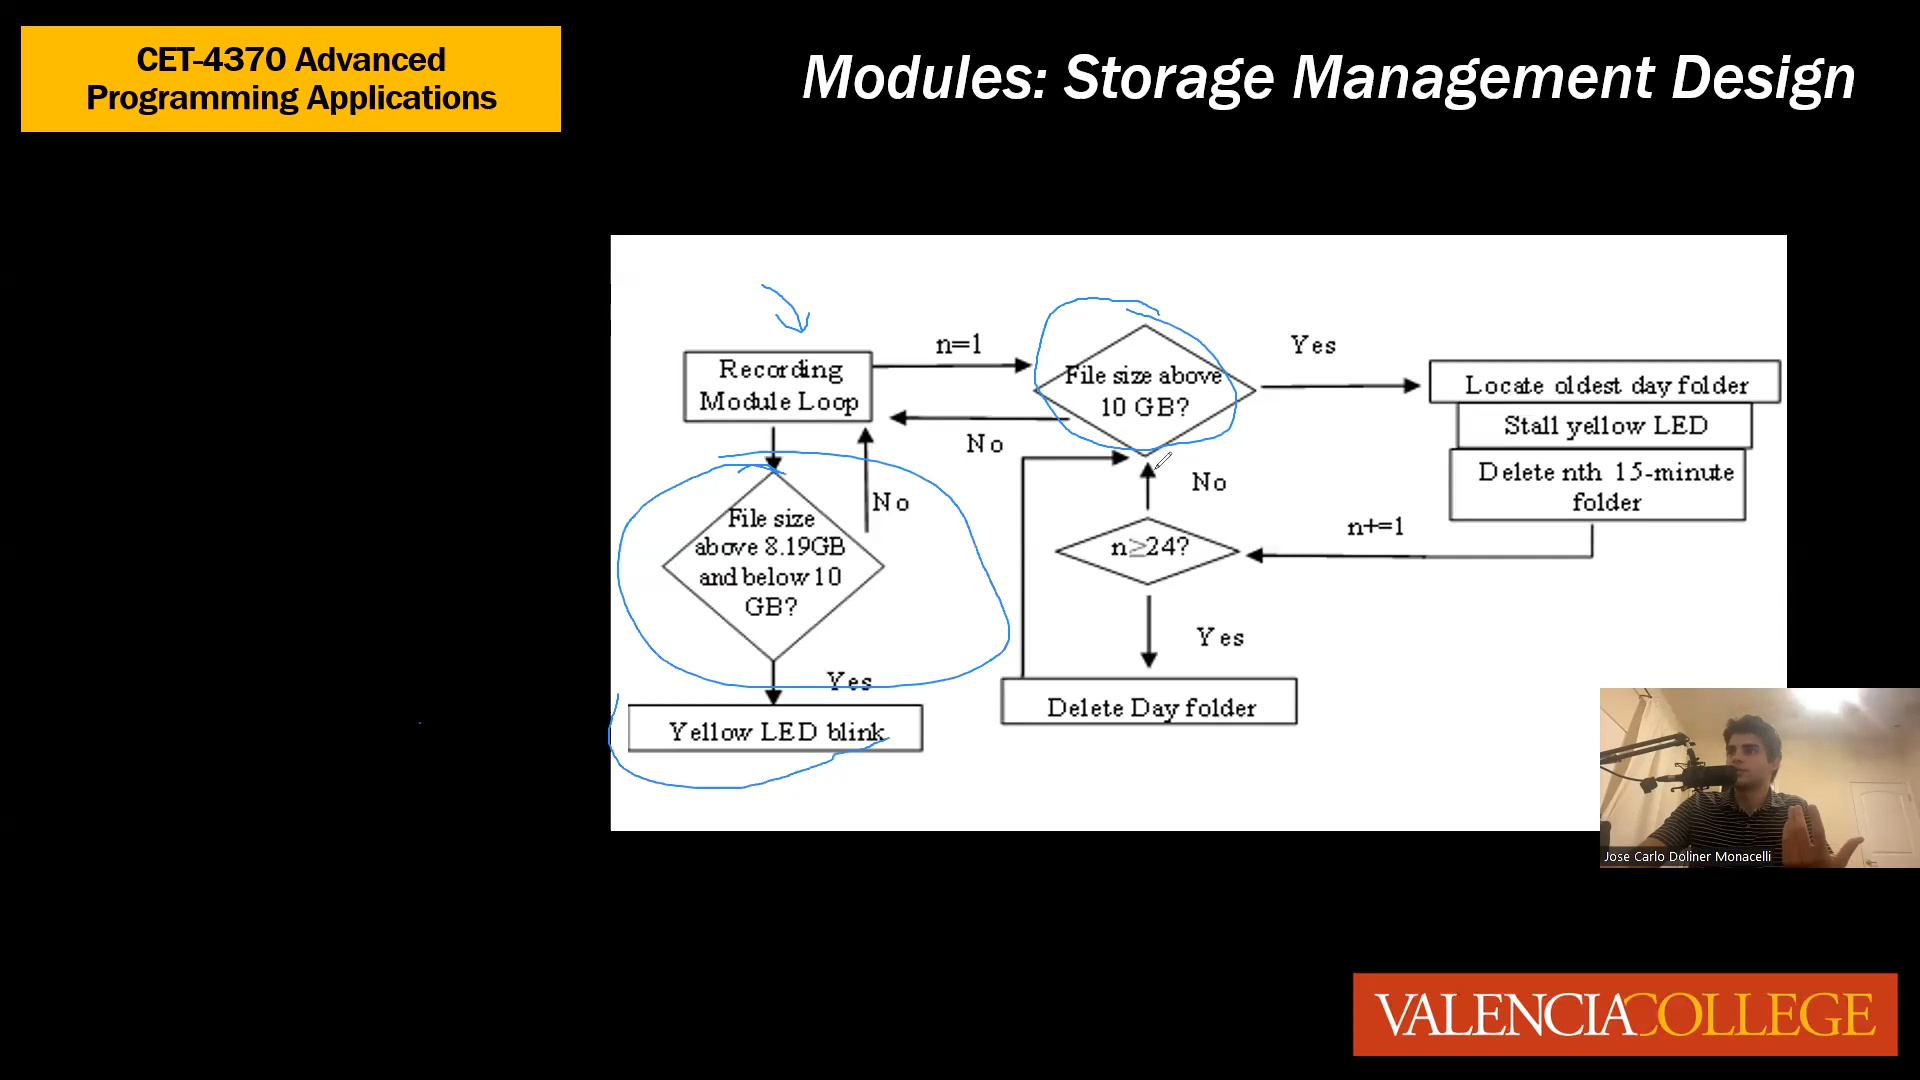 CET-4370 Advanced
Programming Applications
Modules: Storage Management Design
Recording
Module Loop
n=1
File size above
10 GB?
Yes
No
Locate oldest day folder
Stall yellow LED
Delete nth 15-minute
folder
n+=1
n≥24?
No
Yes
Delete Day folder
No
File size
above 8.19GB
and below 10
GB?
Yes
Yellow LED blink
Jose Carlo Doliner Monacelli
VALENCIACOLLEGE